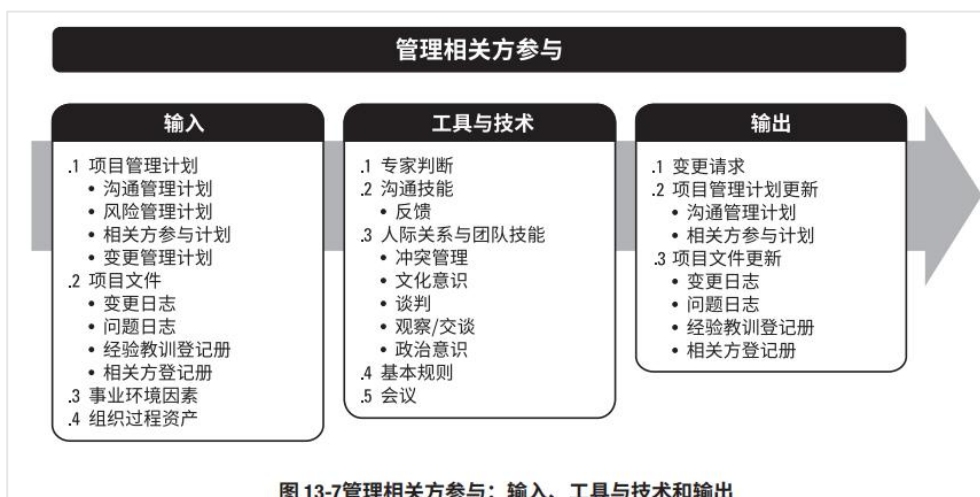 管理相关方参与
输入
.1 项目管理计划
• 沟通管理计划
• 风险管理计划
• 相关方参与计划
• 变更管理计划
.2 项目文件
• 变更日志
• 问题日志
• 经验教训登记册
• 相关方登记册
.3 事业环境因素
.4 组织过程资产
工具与技术
.1 专家判断
.2 沟通技能
• 反馈
.3 人际关系与团队技能
• 冲突管理
• 文化意识
• 谈判
• 观察/交谈
• 政治意识
.4 基本规则
.5 会议
输出
.1 变更请求
.2 项目管理计划更新
• 沟通管理计划
• 相关方参与计划
.3 项目文件更新
• 变更日志
• 问题日志
• 经验教训登记册
• 相关方登记册
图 13-7管理相关方参与：输入、工具与技术和输出